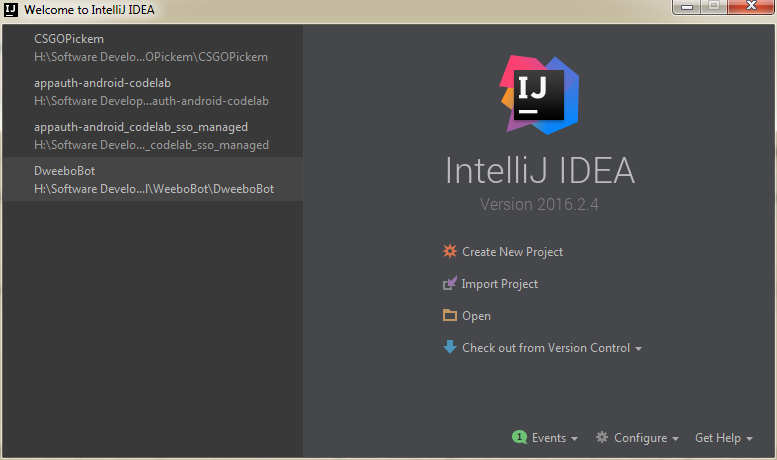 Welcome to IntelliJ IDEA
CSGOPickem
H:\Software Develo...OPickem\CSGOPickem
appauth-android-codelab
H:\Software Develop...auth-android-codelab
appauth-android_codelab_sso_managed
H:\Software Develo..._codelab_sso_managed
DweeboBot
H:\Software Develo...I\WeeboBot\DweeboBot
IJ
IntelliJ IDEA
Version 2016.2.4
Create New Project
Import Project
Open
Check out from Version Control
1 Events
Configure
Get Help